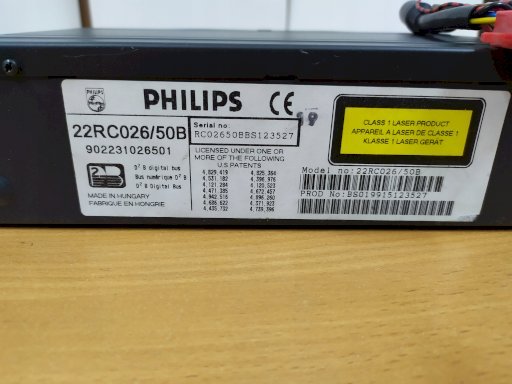 PHILIPS
PHILIPS CE
22RC026/50B
902231026501
Serial no
RC02650BBS123527
D²B digital bus
Bus numérique D²B
D²B Digital Bus
MADE IN HUNGARY
FABRIQUE EN HONGRIE
LICENSED UNDER ONE OR
MORE OF THE FOLLOWING
U.S.PATENTS
CLASS 1 LASER PRODUCT
APPAREIL A LASER DE CLASSE 1
KLASSE 1 LASER GERÄT
Model no:22RC026/50B
PROD No:BS019915123527